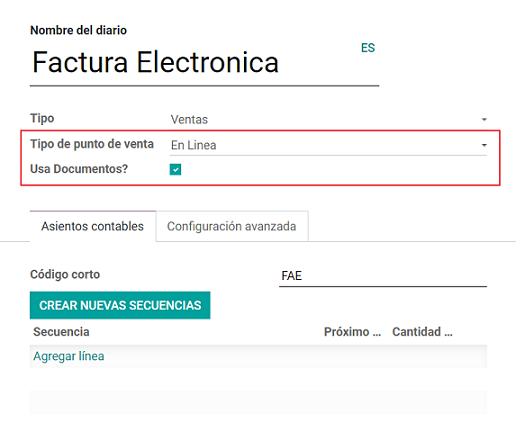 Nombre del diario
ES
Factura Electronica
Tipo Ventas
Tipo de punto de venta En Linea
Usa Documentos?
Asientos contables Configuración avanzada
Código corto FAE
CREAR NUEVAS SECUENCIAS
Secuencia Próximo ... Cantidad ...
Agregar línea